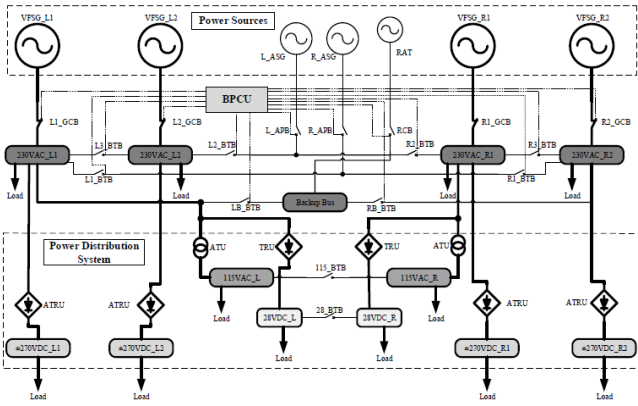 VFSG_L1
VFSG_L2
Power Sources
L_ASG
R_ASG
RAT
VFSG_R1
VFSG_R2
BPCU
L1_GCB
L2_GCB
L_APB
R_APB
RCB
R1_GCB
R2_GCB
230VAC_L1
L3_BTB
230VAC_L2
L2_BTB
R2_BTB
230VAC_R1
R3_BTB
230VAC_R2
Load
L1_BTB
Load
Load
R1_BTB
Load
LB_BTB
Backup Bus
RB_BTB
Power Distribution
System
ATU
TRU
TRU
ATU
115VAC_L
115_BTB
115VAC_R
ATRU
ATRU
Load
28VDC_L
28_BTB
28VDC_R
Load
ATRU
ATRU
±270VDC_L1
±270VDC_L2
Load
Load
±270VDC_R1
±270VDC_R2
Load
Load
Load
Load